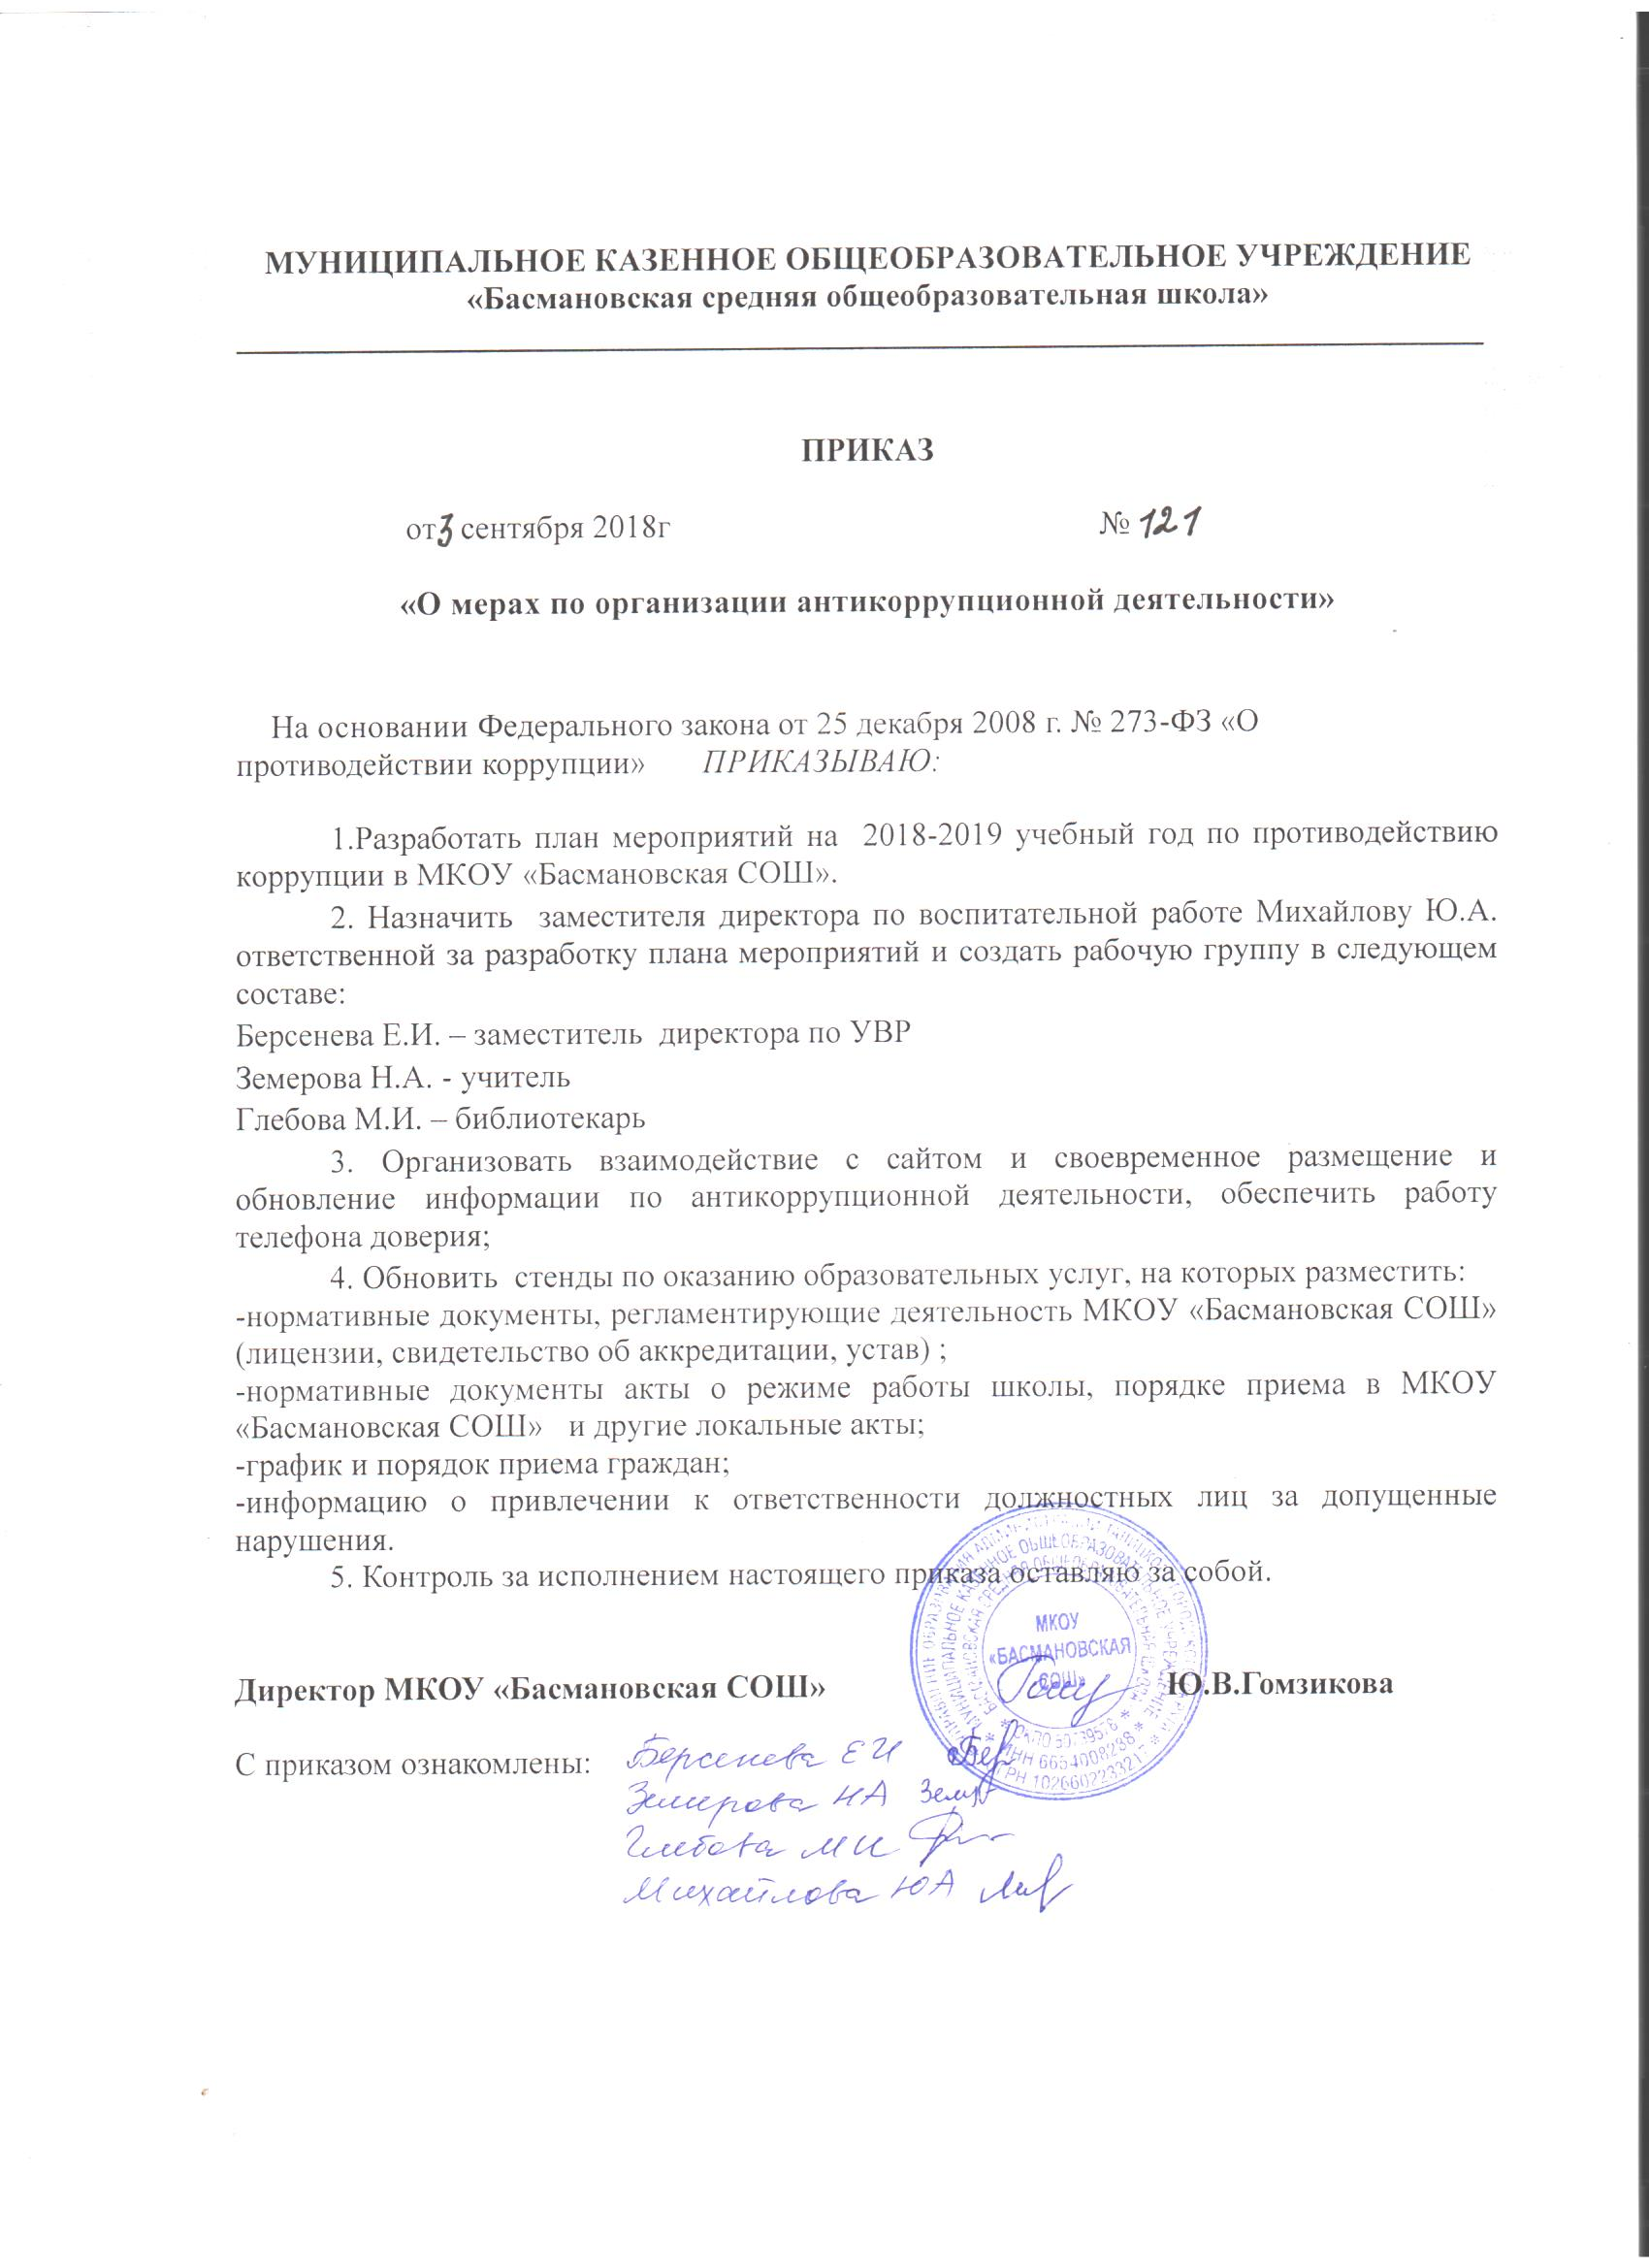 МУНИЦИПАЛЬНОЕ КАЗЕННОЕ ОБЩЕОБРАЗОВАТЕЛЬНОЕ УЧРЕЖДЕНИЕ
«Басмановская средняя общеобразовательная школа»
ПРИКАЗ
от 3 сентября 2018г № 121
«О мерах по организации антикоррупционной деятельности»
На основании Федерального закона от 25 декабря 2008 г. № 273-ФЗ «О
противодействии коррупции» ПРИКАЗЫВАЮ:
1.Разработать план мероприятий на 2018-2019 учебный год по противодействию
коррупции в МКОУ «Басмановская СОШ».
2. Назначить заместителя директора по воспитательной работе Михайлову Ю.А.
ответственной за разработку плана мероприятий и создать рабочую группу в следующем
составе:
Берсенева Е.И. – заместитель директора по УВР
Земерова Н.А. - учитель
Глебова М.И. – библиотекарь
3. Организовать взаимодействие с сайтом и своевременное размещение и
обновление информации по антикоррупционной деятельности, обеспечить работу
телефона доверия;
4. Обновить стенды по оказанию образовательных услуг, на которых разместить:
-нормативные документы, регламентирующие деятельность МКОУ «Басмановская СОШ»
(лицензии, свидетельство об аккредитации, устав) ;
-нормативные документы акты о режиме работы школы, порядке приема в МКОУ
«Басмановская СОШ» и другие локальные акты;
-график и порядок приема граждан;
-информацию о привлечении к ответственности должностных лиц за допущенные
нарушения.
5. Контроль за исполнением настоящего приказа оставляю за собой.
МКОУ
«БАСМАНОВСКАЯ
СОШ»
Директор МКОУ «Басмановская СОШ» Ю.В.Гомзикова
С приказом ознакомлены: Берсенева ЕИ
Земерова НА
Глебова МИ
Михайлова ЮА